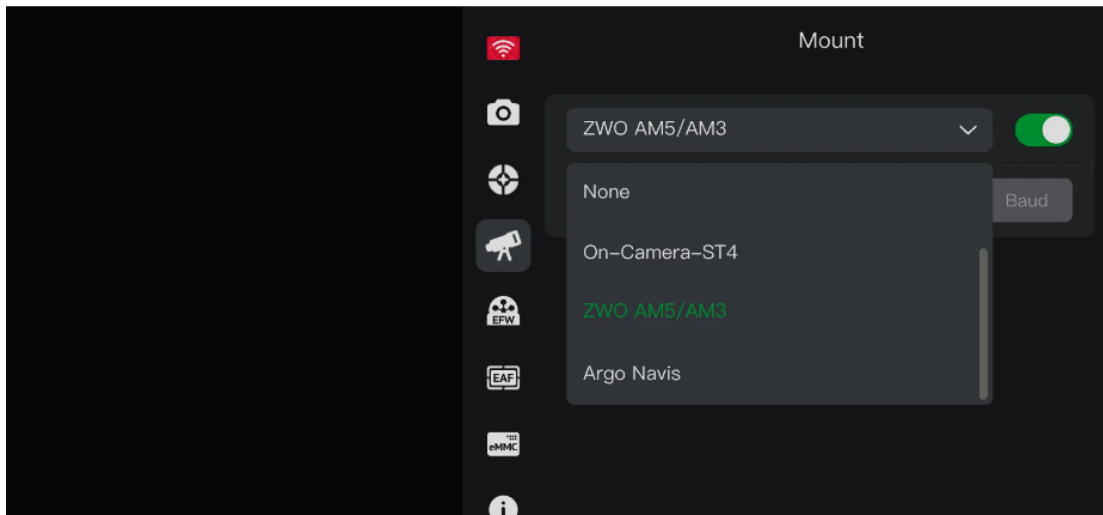 Mount
ZWO AM5/AM3
None
Baud
On-Camera-ST4
ZWO AM5/AM3
EFW
Argo Navis
EAF
eMMC